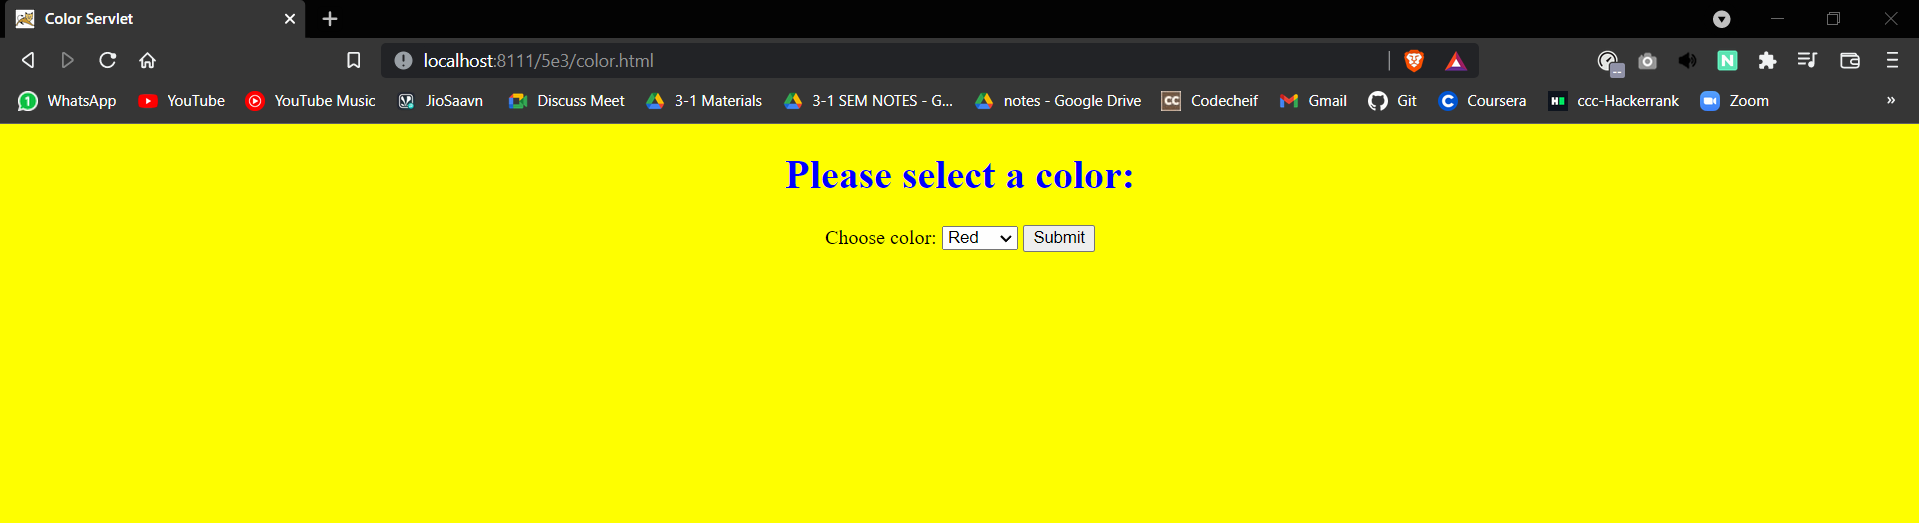 Color Servlet
localhost:8111/5e3/color.html
N
1 WhatsApp YouTube YouTube Music JioSaavn Discuss Meet 3-1 Materials 3-1 SEM NOTES - G... notes - Google Drive CC Codecheif Gmail Git C Coursera H ccc-Hackerrank Zoom »
Please select a color:
Choose color: Red Submit